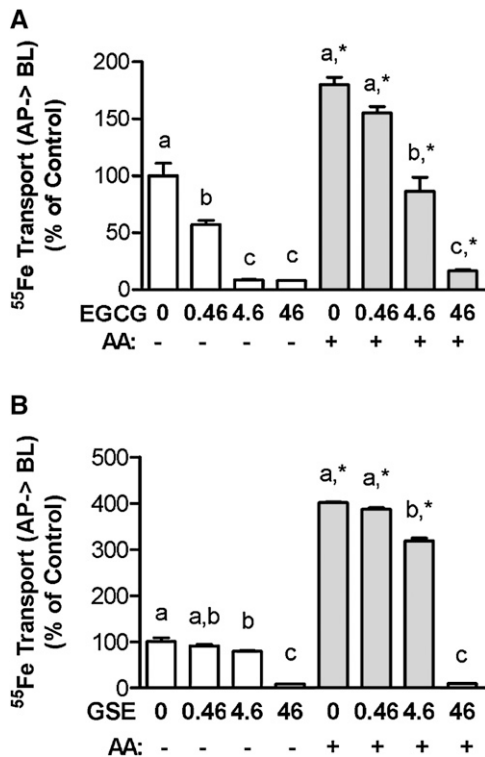 A
⁵⁵Fe Transport (AP-> BL)
(% of Control)
200
150
100
50
0
a
b
c
c
a,*
a,*
b,*
c,*
EGCG 0 0.46 4.6 46 0 0.46 4.6 46
AA: - - - - + + + +
B
⁵⁵Fe Transport (AP-> BL)
(% of Control)
500
400
300
200
100
0
a
a,b
b
c
a,*
a,*
b,*
c
GSE 0 0.46 4.6 46 0 0.46 4.6 46
AA: - - - - + + + +